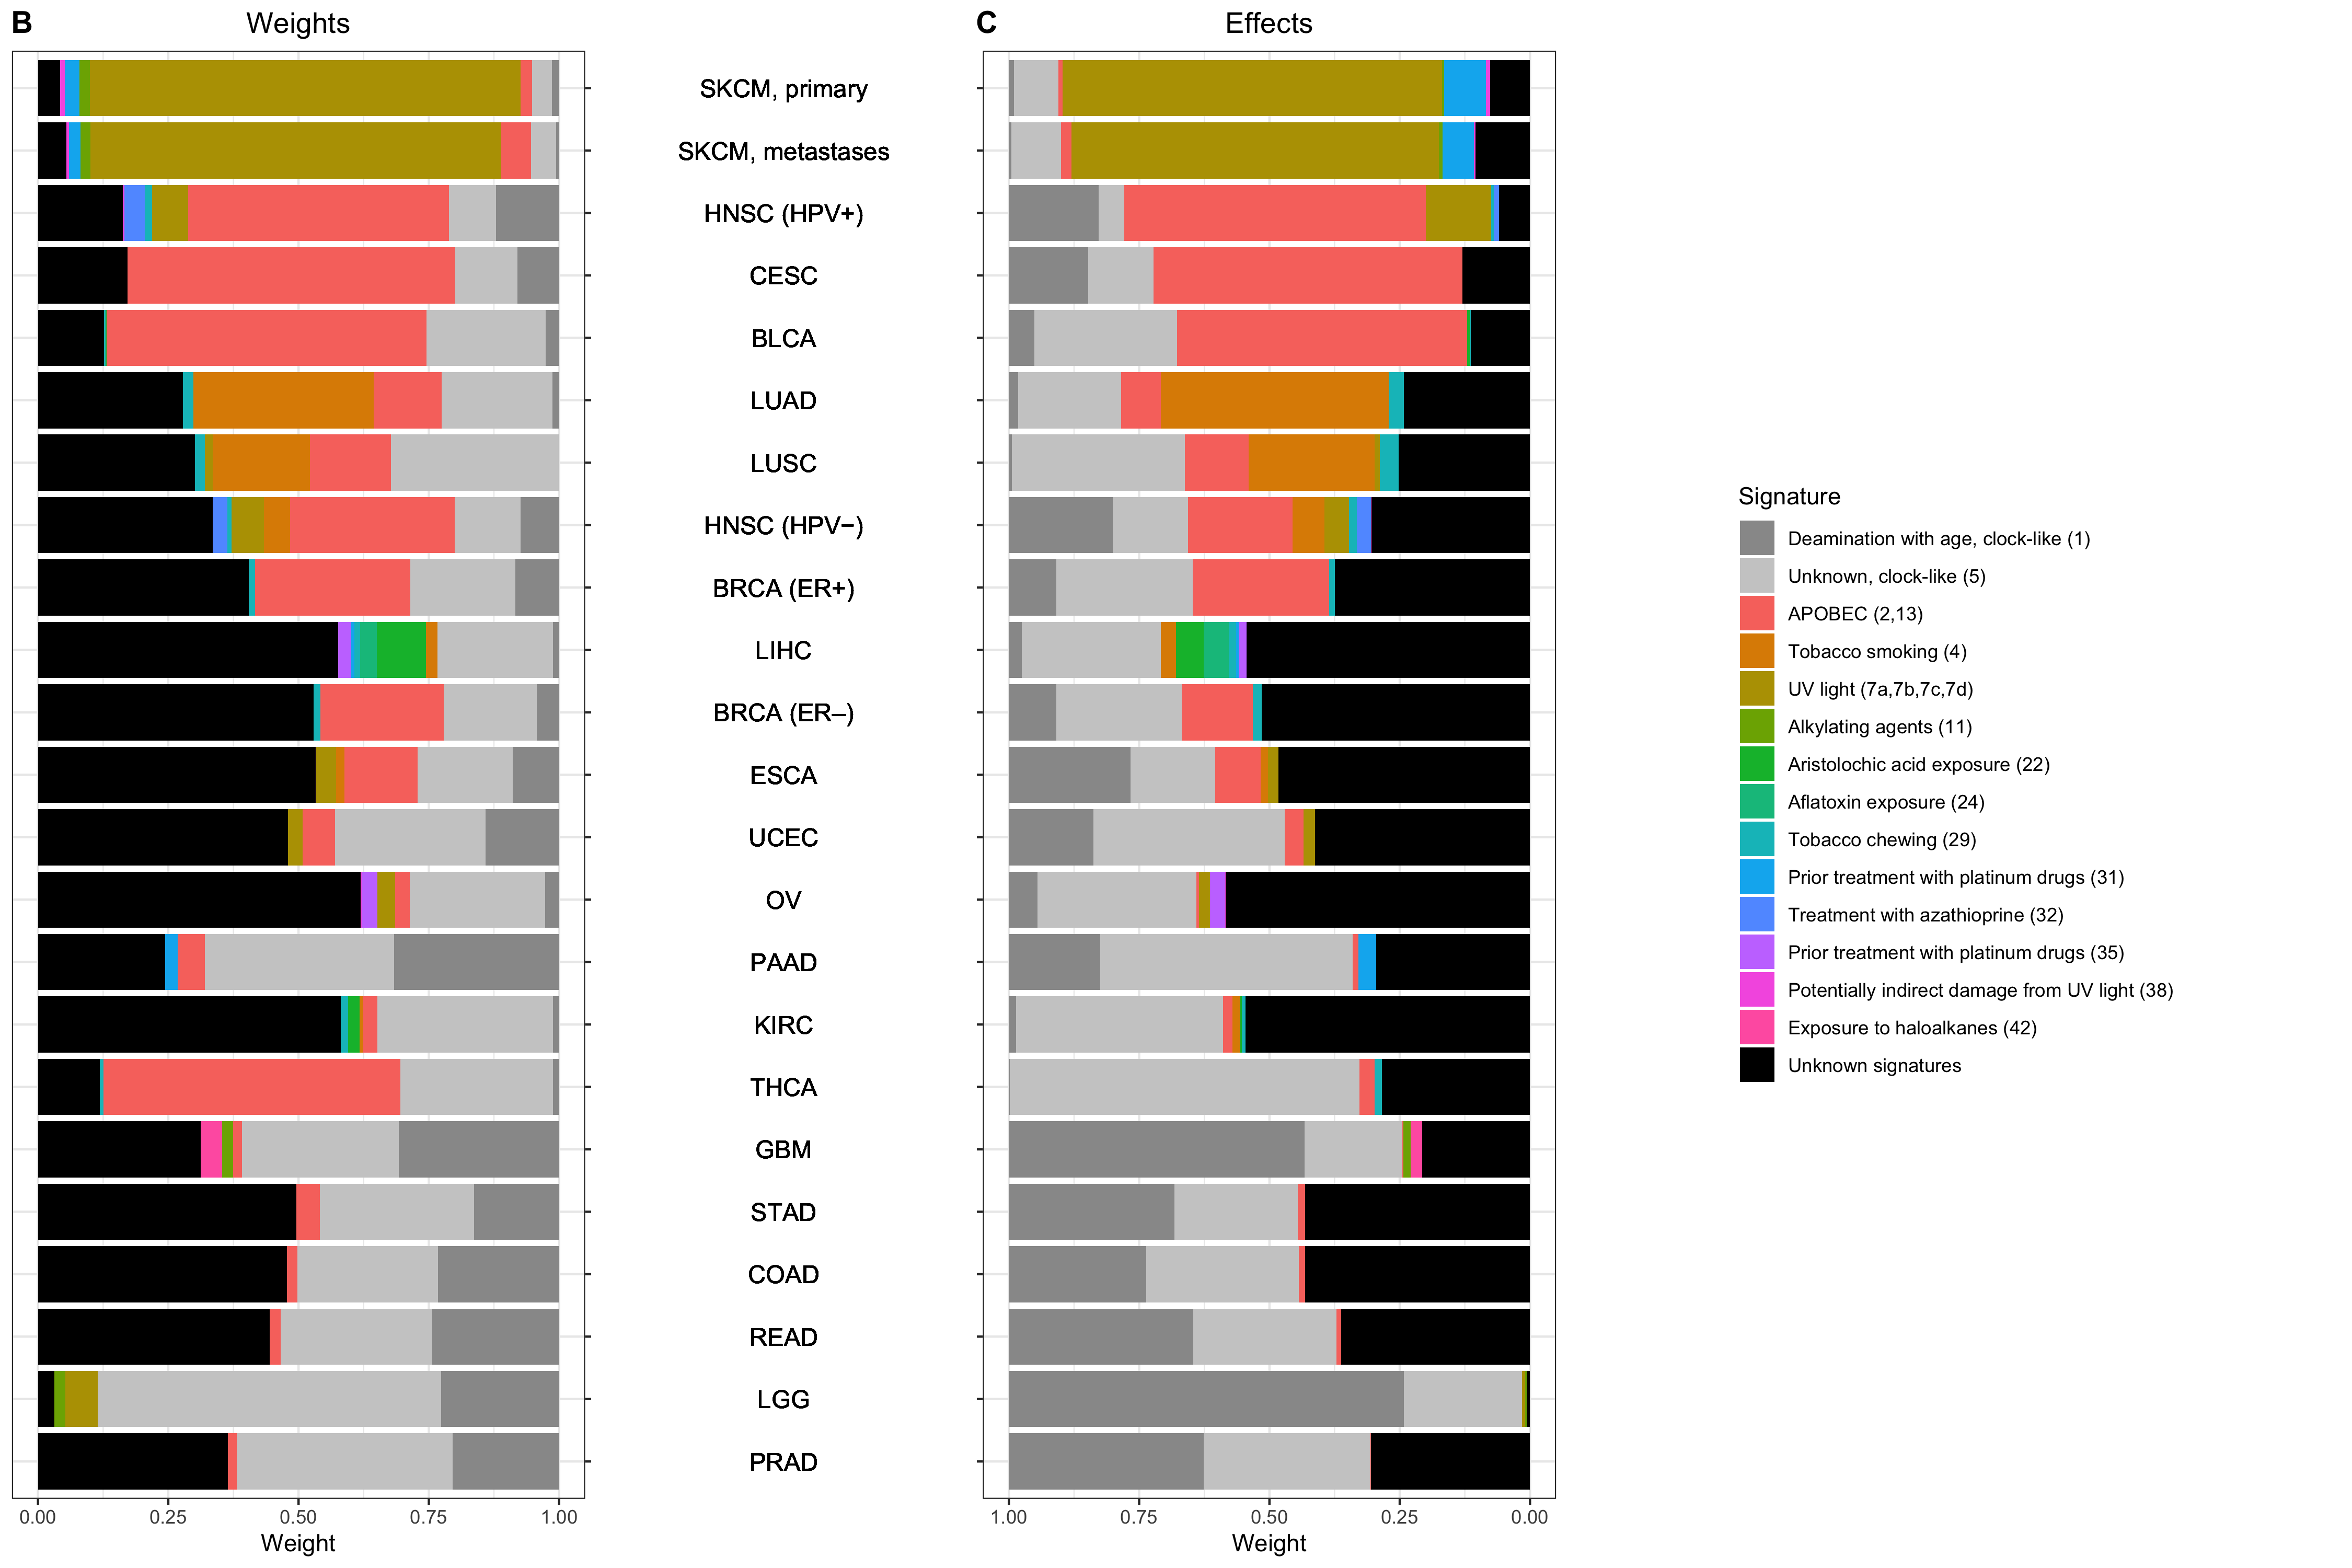 B
Weights
C
Effects
SKCM, primary
SKCM, metastases
HNSC (HPV+)
CESC
BLCA
LUAD
LUSC
HNSC (HPV−)
BRCA (ER+)
LIHC
BRCA (ER–)
ESCA
UCEC
OV
PAAD
KIRC
THCA
GBM
STAD
COAD
READ
LGG
PRAD
0.00 0.25 0.50 0.75 1.00
Weight
1.00 0.75 0.50 0.25 0.00
Weight
Signature
Deamination with age, clock-like (1)
Unknown, clock-like (5)
APOBEC (2,13)
Tobacco smoking (4)
UV light (7a,7b,7c,7d)
Alkylating agents (11)
Aristolochic acid exposure (22)
Aflatoxin exposure (24)
Tobacco chewing (29)
Prior treatment with platinum drugs (31)
Treatment with azathioprine (32)
Prior treatment with platinum drugs (35)
Potentially indirect damage from UV light (38)
Exposure to haloalkanes (42)
Unknown signatures